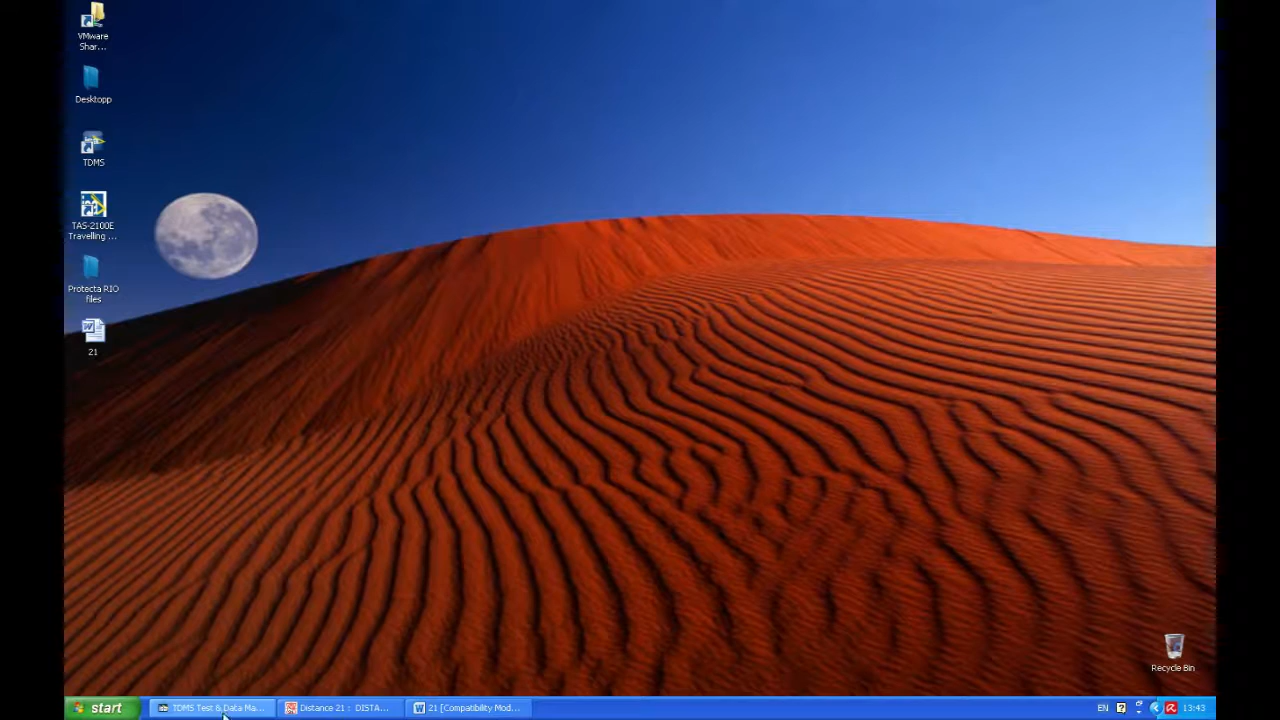 VMware
Shar...
Desktopp
TDMS
TAS-2100E
Travelling ...
Protecta RIO
files
21
Recycle Bin
start
TDMS Test & Data Ma...
Distance 21 : DISTA...
21 [Compatibility Mod...
EN
13:43